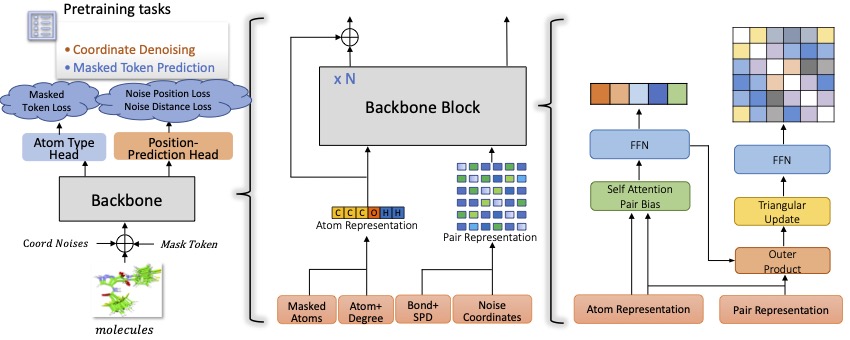 Pretraining tasks
• Coordinate Denoising
• Masked Token Prediction
Masked
Token Loss
Noise Position Loss
Noise Distance Loss
Atom Type
Head
Position-
Prediction Head
Backbone
Coord Noises
Mask Token
molecules
x N
Backbone Block
C C C O H H
Atom Representation
Pair Representation
Masked
Atoms
Atom+
Degree
Bond+
SPD
Noise
Coordinates
FFN
Self Attention
Pair Bias
FFN
Triangular
Update
Outer
Product
Atom Representation
Pair Representation